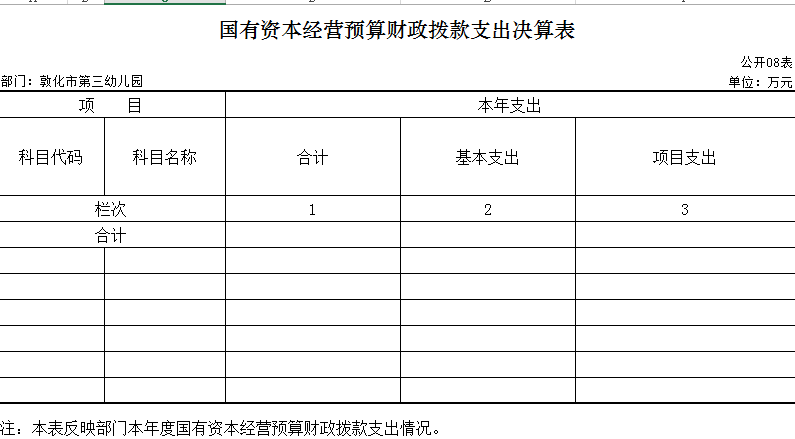 国有资本经营预算财政拨款支出决算表
公开08表
部门：敦化市第三幼儿园 单位：万元
项 目 本年支出
科目代码 科目名称 合计 基本支出 项目支出
栏次 1 2 3
合计
注：本表反映部门本年度国有资本经营预算财政拨款支出情况。